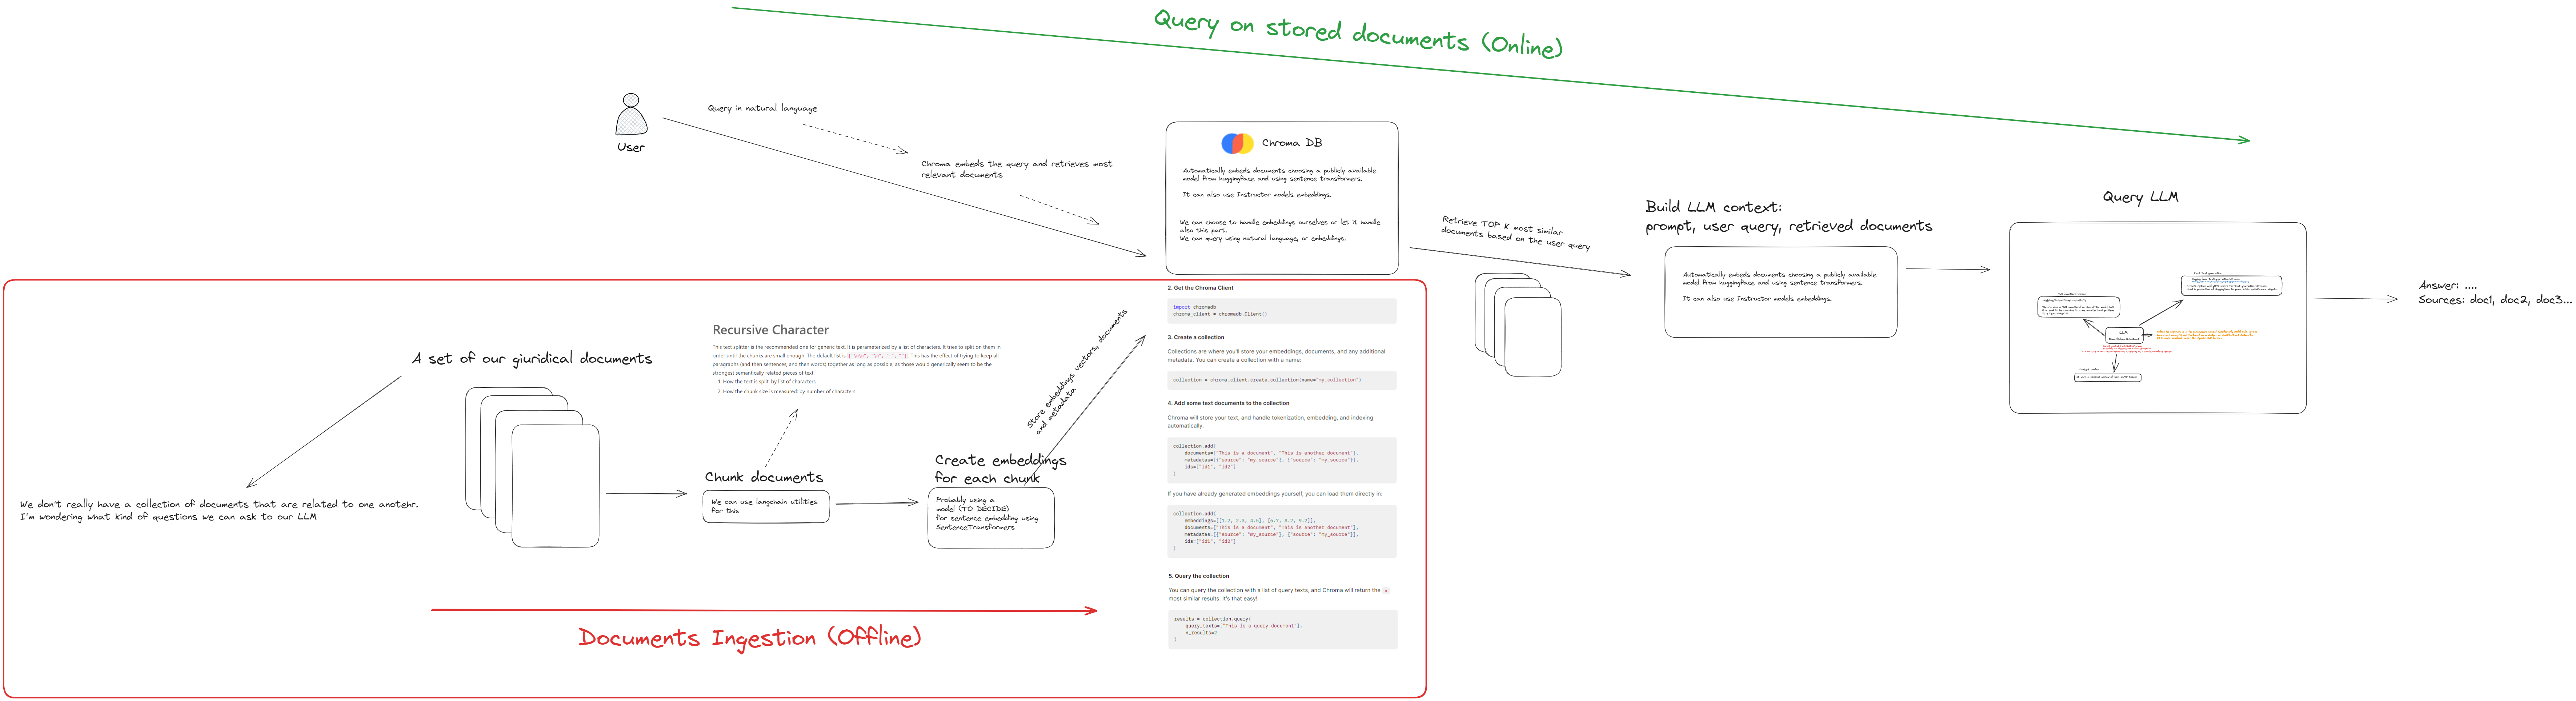 Query on stored documents (Online)
User
Query in natural language
Chroma embeds the query and retrieves most
relevant documents
Chroma DB
Automatically embeds documents choosing a publicly available
model from huggingface and using sentence transformers.
It can also use Instructor models embeddings.
We can choose to handle embeddings ourselves or let it handle
also this part.
We can query using natural language, or embeddings.
Retrieve TOP K most similar
documents based on the user query
Build LLM context:
prompt, user query, retrieved documents
Automatically embeds documents choosing a publicly available
model from huggingface and using sentence transformers.
It can also use Instructor models embeddings.
Query LLM
LLM
Answer: ....
Sources: doc1, doc2, doc3...
A set of our giuridical documents
We don't really have a collection of documents that are related to one anotehr.
I'm wondering what kind of questions we can ask to our LLM
Recursive Character
This text splitter is the recommended one for generic text. It is parameterized by a list of characters. It tries to split on them in
order until the chunks are small enough. The default list is ["\n\n", "\n", " ", ""]. This has the effect of trying to keep all
paragraphs (and then sentences, and then words) together as long as possible, as those would generically seem to be the
strongest semantically related pieces of text.
1. How the text is split: by list of characters
2. How the chunk size is measured: by number of characters
Chunk documents
We can use langchain utilities
for this
Create embeddings
for each chunk
Probably using a
model (TO DECIDE)
for sentence embedding using
SentenceTransformers
Store embeddings vectors, documents
and metadata
2. Get the Chroma Client
import chromadb
chroma_client = chromadb.Client()
3. Create a collection
Collections are where you'll store your embeddings, documents, and any additional
metadata. You can create a collection with a name:
collection = chroma_client.create_collection(name="my_collection")
4. Add some text documents to the collection
Chroma will store your text, and handle tokenization, embedding, and indexing
automatically.
collection.add(
documents=["This is a document", "This is another document"],
metadatas=[{"source": "my_source"}, {"source": "my_source"}],
ids=["id1", "id2"]
)
If you have already generated embeddings yourself, you can load them directly in:
collection.add(
embeddings=[[1.2, 2.3, 4.5], [6.7, 8.2, 9.2]],
documents=["This is a document", "This is another document"],
metadatas=[{"source": "my_source"}, {"source": "my_source"}],
ids=["id1", "id2"]
)
5. Query the collection
You can query the collection with a list of query texts, and Chroma will return the n
most similar results. It's that easy!
results = collection.query(
query_texts=["This is a query document"],
n_results=2
)
Documents Ingestion (Offline)